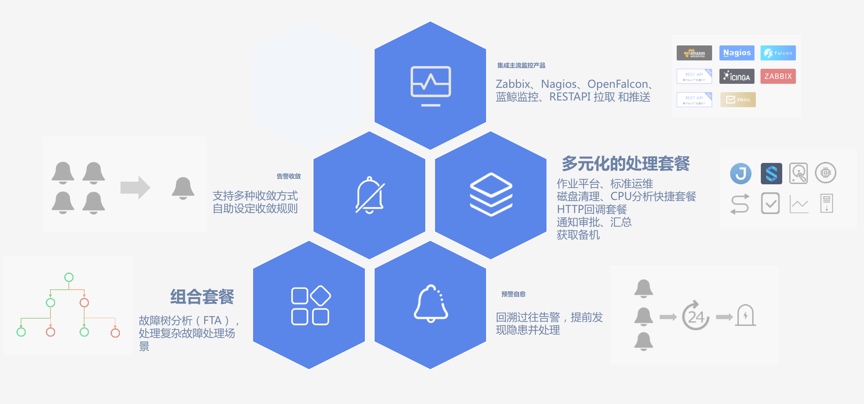 集成主流监控产品
Zabbix、Nagios、OpenFalcon、
蓝鲸监控、RESTAPI 拉取 和推送
amazon
Nagios
Falcon
REST API
iCINGA
ZABBIX
REST API
EMAIL
告警收敛
支持多种收敛方式
自助设定收敛规则
多元化的处理套餐
作业平台、标准运维
磁盘清理、CPU分析快捷套餐
HTTP回调套餐
通知审批、汇总
获取备机
J
S
组合套餐
故障树分析（FTA），
处理复杂故障处理场
景
预警自愈
回溯过往告警，提前发
现隐患并处理
24